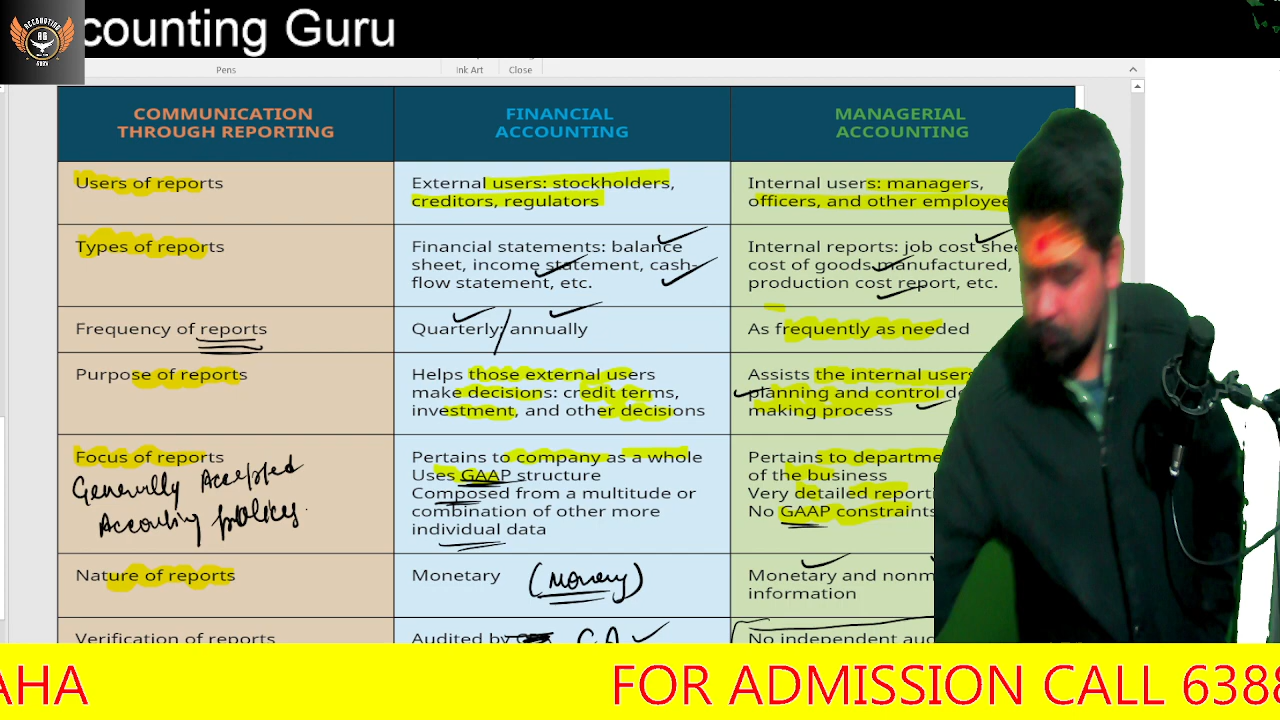 counting Guru
ACCOUNTING
AG
GURU
Pens
Ink Art
Close
COMMUNICATION
THROUGH REPORTING
FINANCIAL
ACCOUNTING
MANAGERIAL
ACCOUNTING
Users of reports
External users: stockholders,
creditors, regulators
Internal users: managers,
officers, and other employee
Types of reports
Financial statements: balance
sheet, income statement, cash-
flow statement, etc.
Internal reports: job cost shee
cost of goods manufactured,
production cost report, etc.
Frequency of reports
Quarterly; annually
As frequently as needed
Purpose of reports
Helps those external users
make decisions: credit terms,
investment, and other decisions
Assists the internal users
planning and control de
making process
Focus of reports
Generally Accepted
Accouting polices.
Pertains to company as a whole
Uses GAAP structure
Composed from a multitude or
combination of other more
individual data
Pertains to departme
of the business
Very detailed reporti
No GAAP constraints
Nature of reports
Monetary
(Money)
Monetary and nonm
information
Verification of reports
Audited by
CA
No independent aud
AHA
FOR ADMISSION CALL 6388